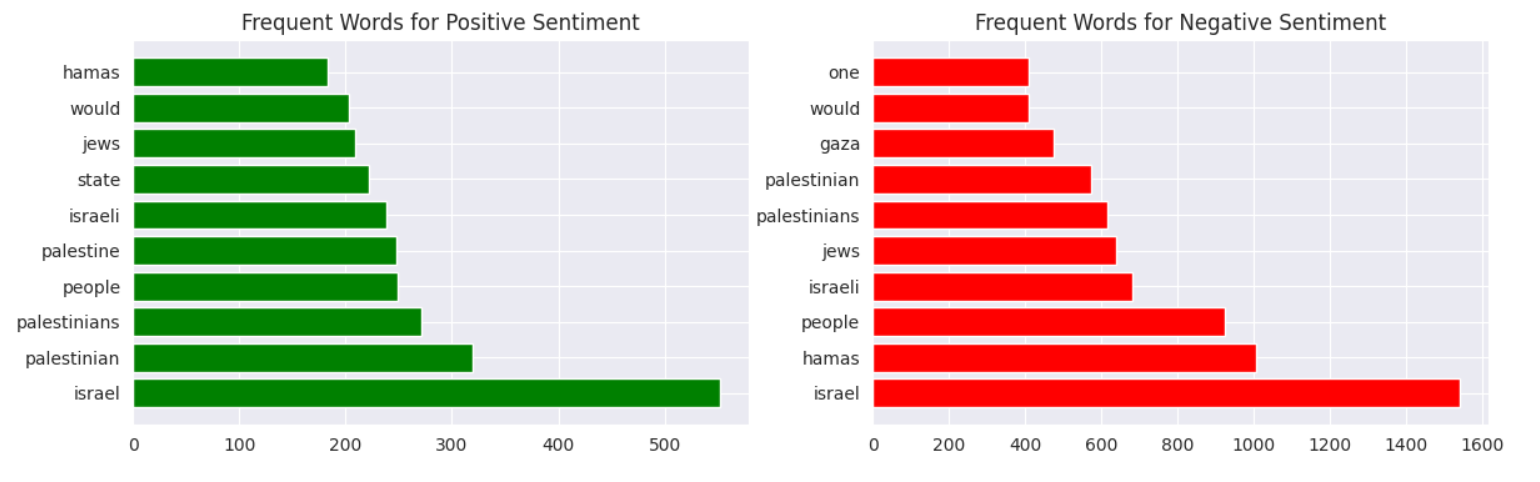 Frequent Words for Positive Sentiment
hamas
would
jews
state
israeli
palestine
people
palestinians
palestinian
israel
0 100 200 300 400 500
Frequent Words for Negative Sentiment
one
would
gaza
palestinian
palestinians
jews
israeli
people
hamas
israel
0 200 400 600 800 1000 1200 1400 1600